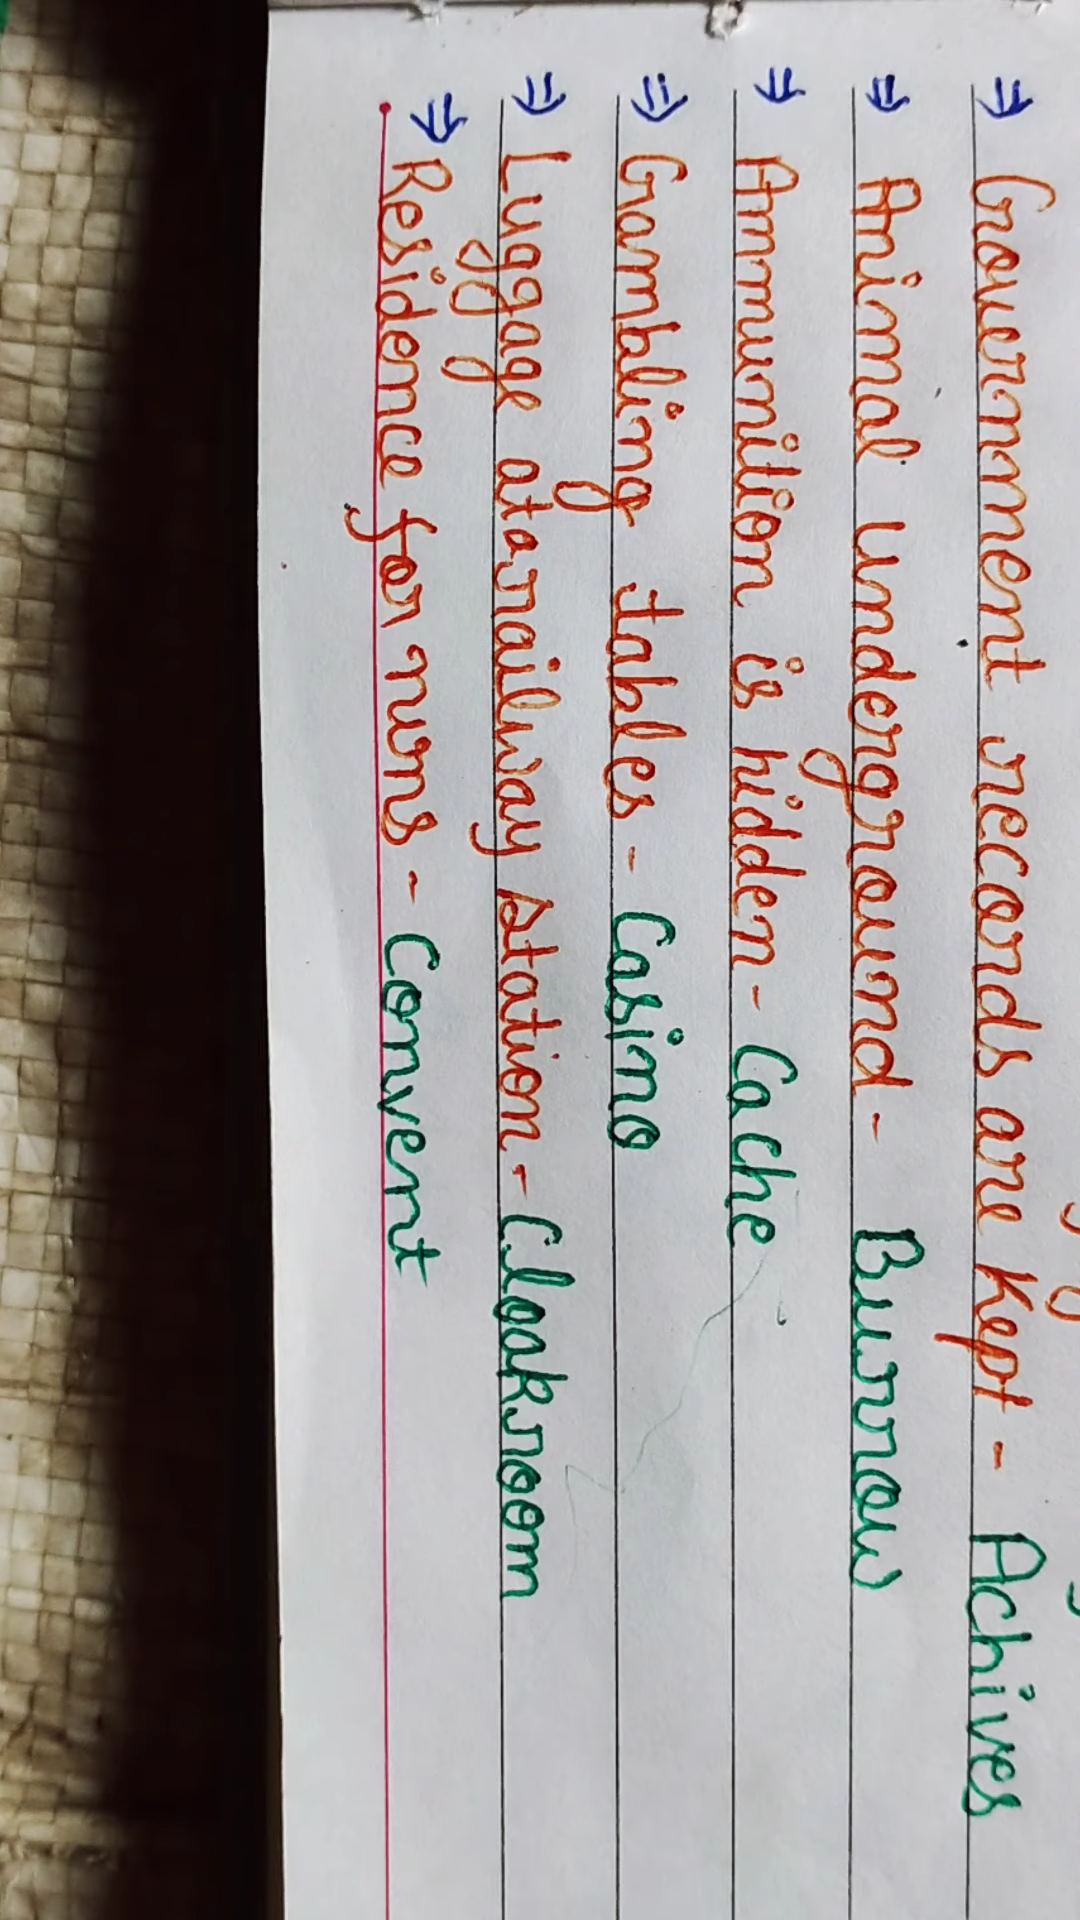 ⇒ Government records are kept - Achives
⇒ Animal underground - Burrow
⇒ Ammunition is hidden - Cache
⇒ Gambling tables - Casino
⇒ Luggage at a railway station - Cloakroom
⇒ Residence for nuns - Convent